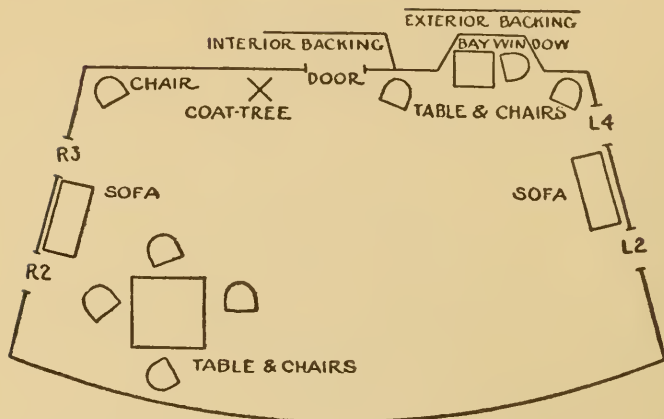 EXTERIOR BACKING
INTERIOR BACKING
BAY WINDOW
DOOR
CHAIR
COAT-TREE
TABLE & CHAIRS
L4
R3
SOFA
SOFA
R2
L2
TABLE & CHAIRS